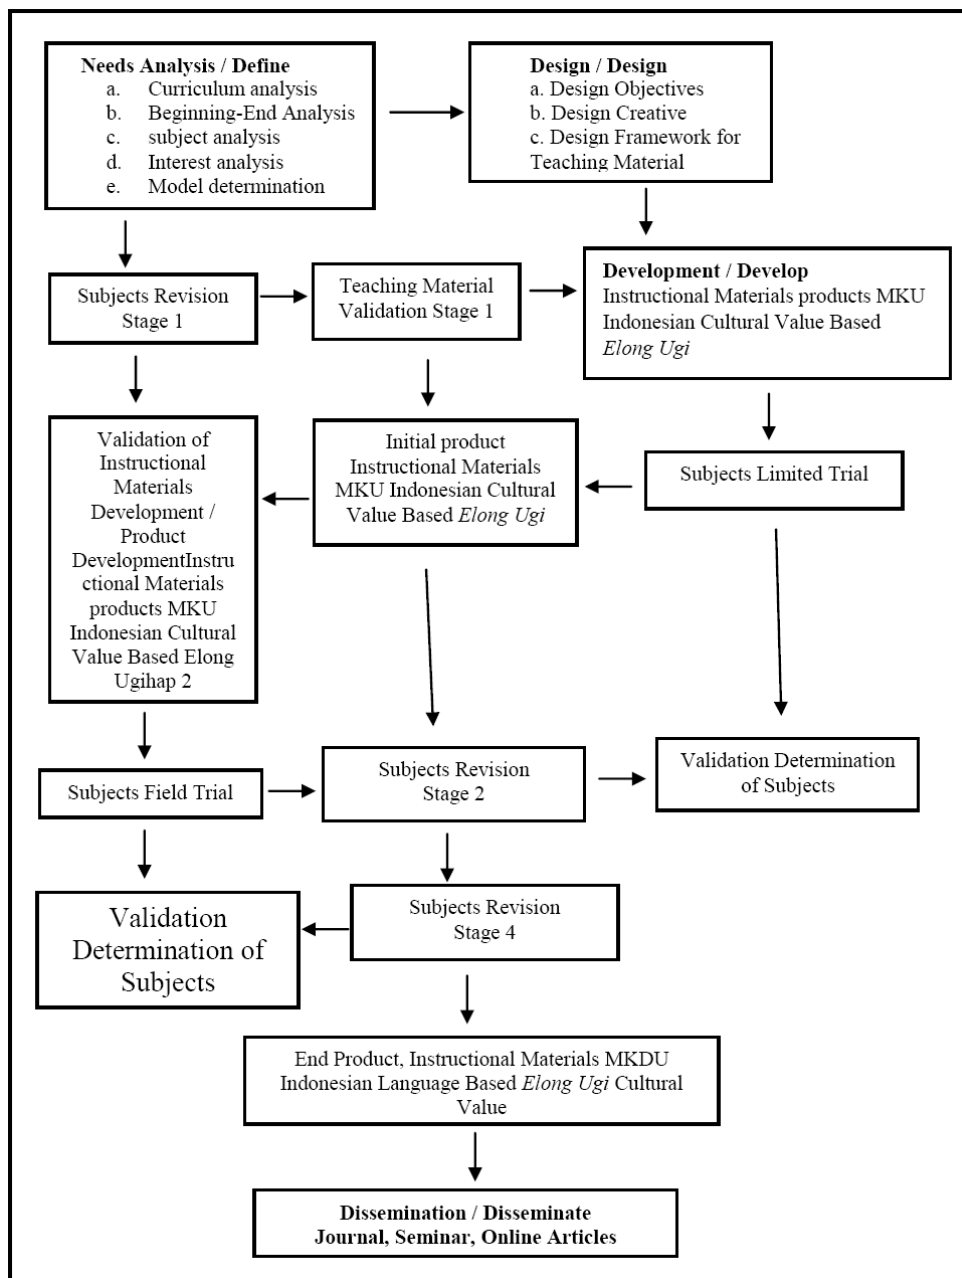 Needs Analysis / Define
a. Curriculum analysis
b. Beginning-End Analysis
c. subject analysis
d. Interest analysis
e. Model determination
Design / Design
a. Design Objectives
b. Design Creative
c. Design Framework for
Teaching Material
Subjects Revision
Stage 1
Teaching Material
Validation Stage 1
Development / Develop
Instructional Materials products MKU
Indonesian Cultural Value Based
Elong Ugi
Validation of
Instructional
Materials
Development /
Product
DevelopmentInstru
ctional Materials
products MKU
Indonesian Cultural
Value Based Elong
Ugihap 2
Initial product
Instructional Materials
MKU Indonesian Cultural
Value Based Elong Ugi
Subjects Limited Trial
Subjects Field Trial
Subjects Revision
Stage 2
Validation Determination
of Subjects
Validation
Determination of
Subjects
Subjects Revision
Stage 4
End Product, Instructional Materials MKDU
Indonesian Language Based Elong Ugi Cultural
Value
Dissemination / Disseminate
Journal, Seminar, Online Articles